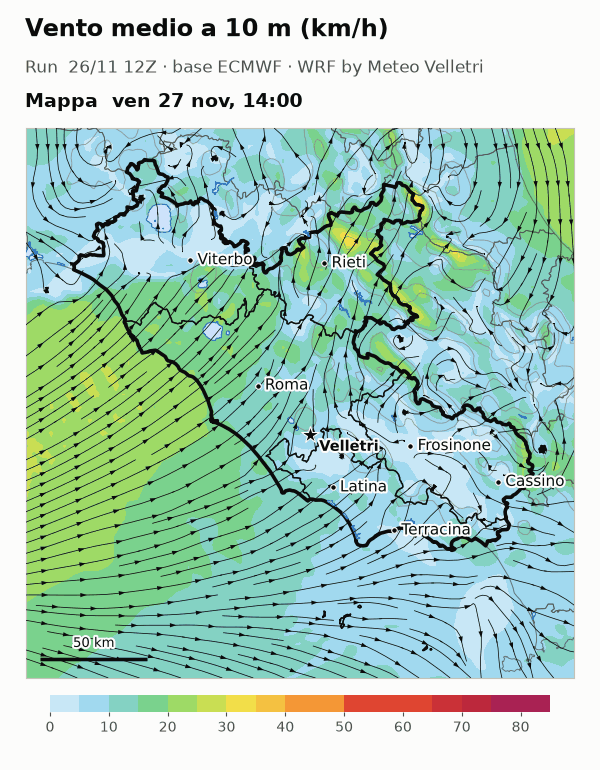 Vento medio a 10 m (km/h)
Run 26/11 12Z · base ECMWF · WRF by Meteo Velletri
Mappa ven 27 nov, 14:00
Viterbo
Rieti
Roma
Velletri
Frosinone
Cassino
Latina
Terracina
50 km
0 10 20 30 40 50 60 70 80